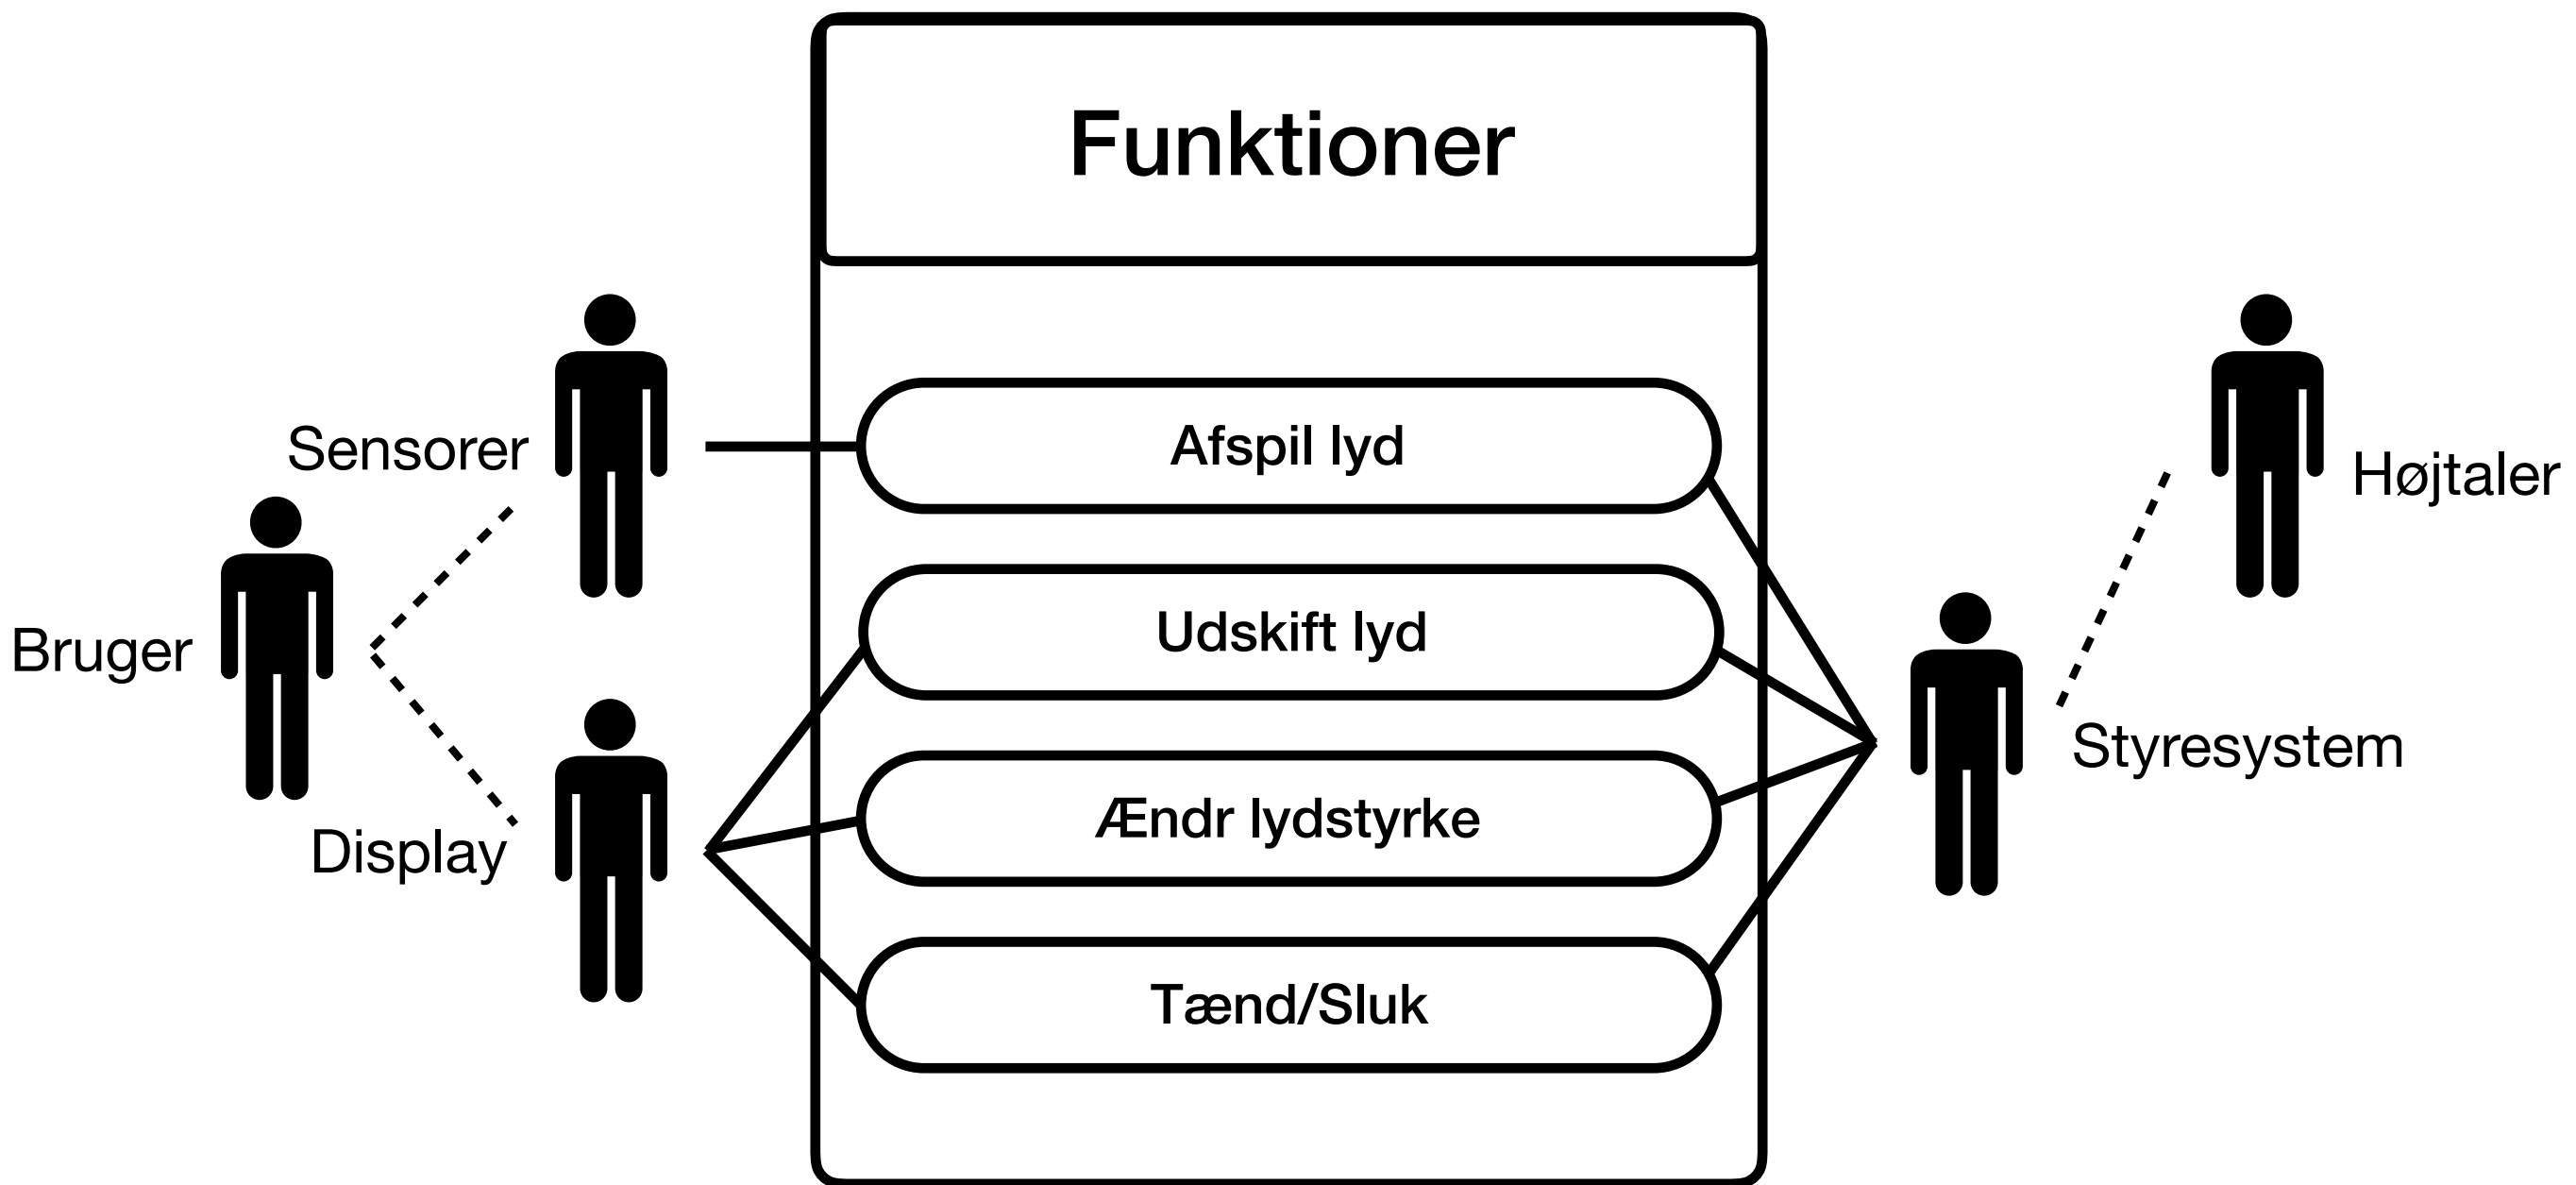 Funktioner
Sensorer
Afspil lyd
Højtaler
Bruger
Udskift lyd
Styresystem
Display
Ændr lydstyrke
Tænd/Sluk